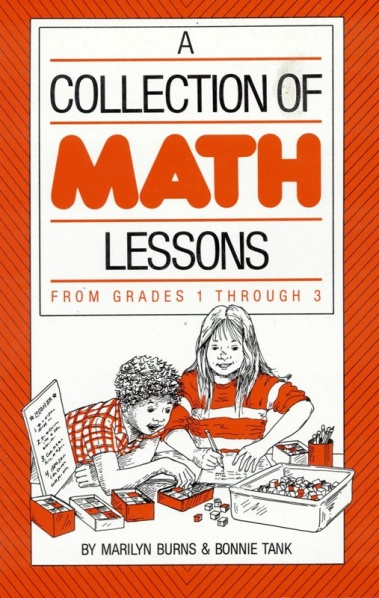 A
COLLECTION OF
MATH
LESSONS
FROM GRADES 1 THROUGH 3
BY MARILYN BURNS & BONNIE TANK